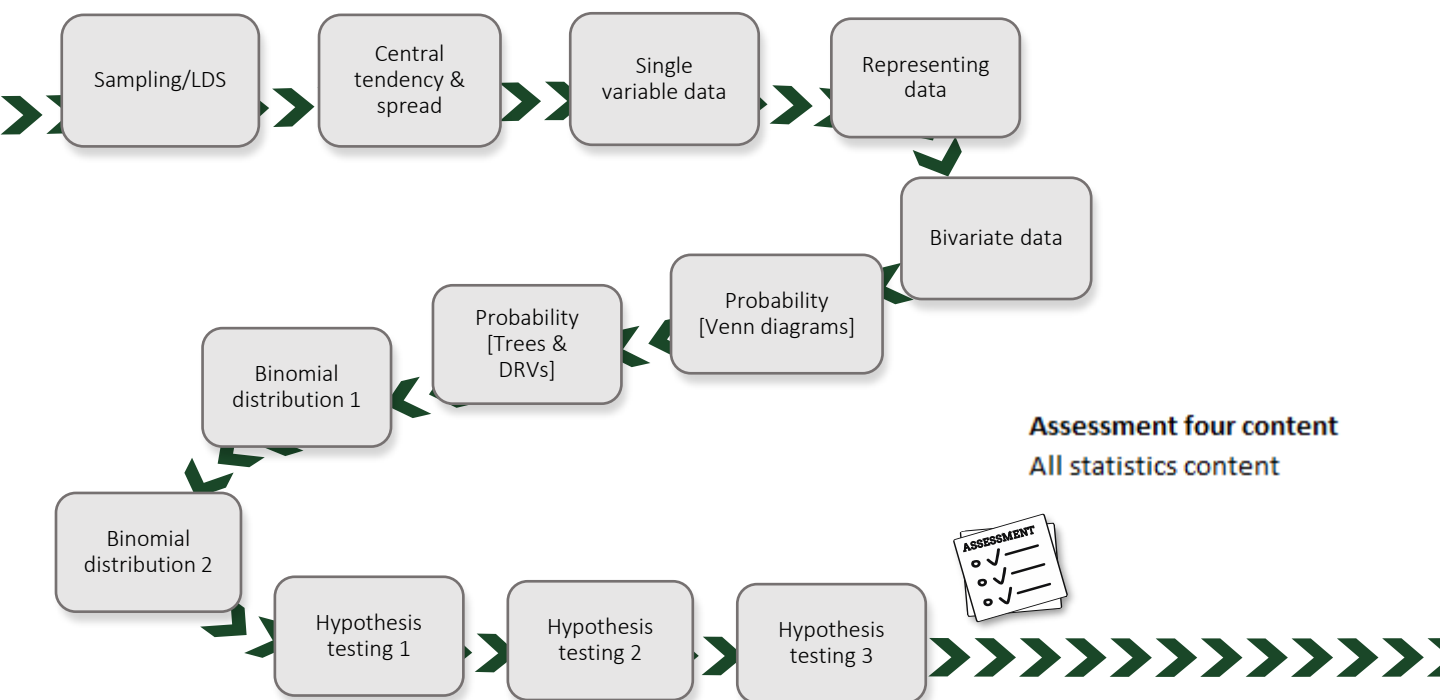 Sampling/LDS
Central
tendency &
spread
Single
variable data
Representing
data
Bivariate data
Probability
[Venn diagrams]
Probability
[Trees &
DRVs]
Binomial
distribution 1
Binomial
distribution 2
Hypothesis
testing 1
Hypothesis
testing 2
Hypothesis
testing 3
Assessment four content
All statistics content
ASSESSMENT